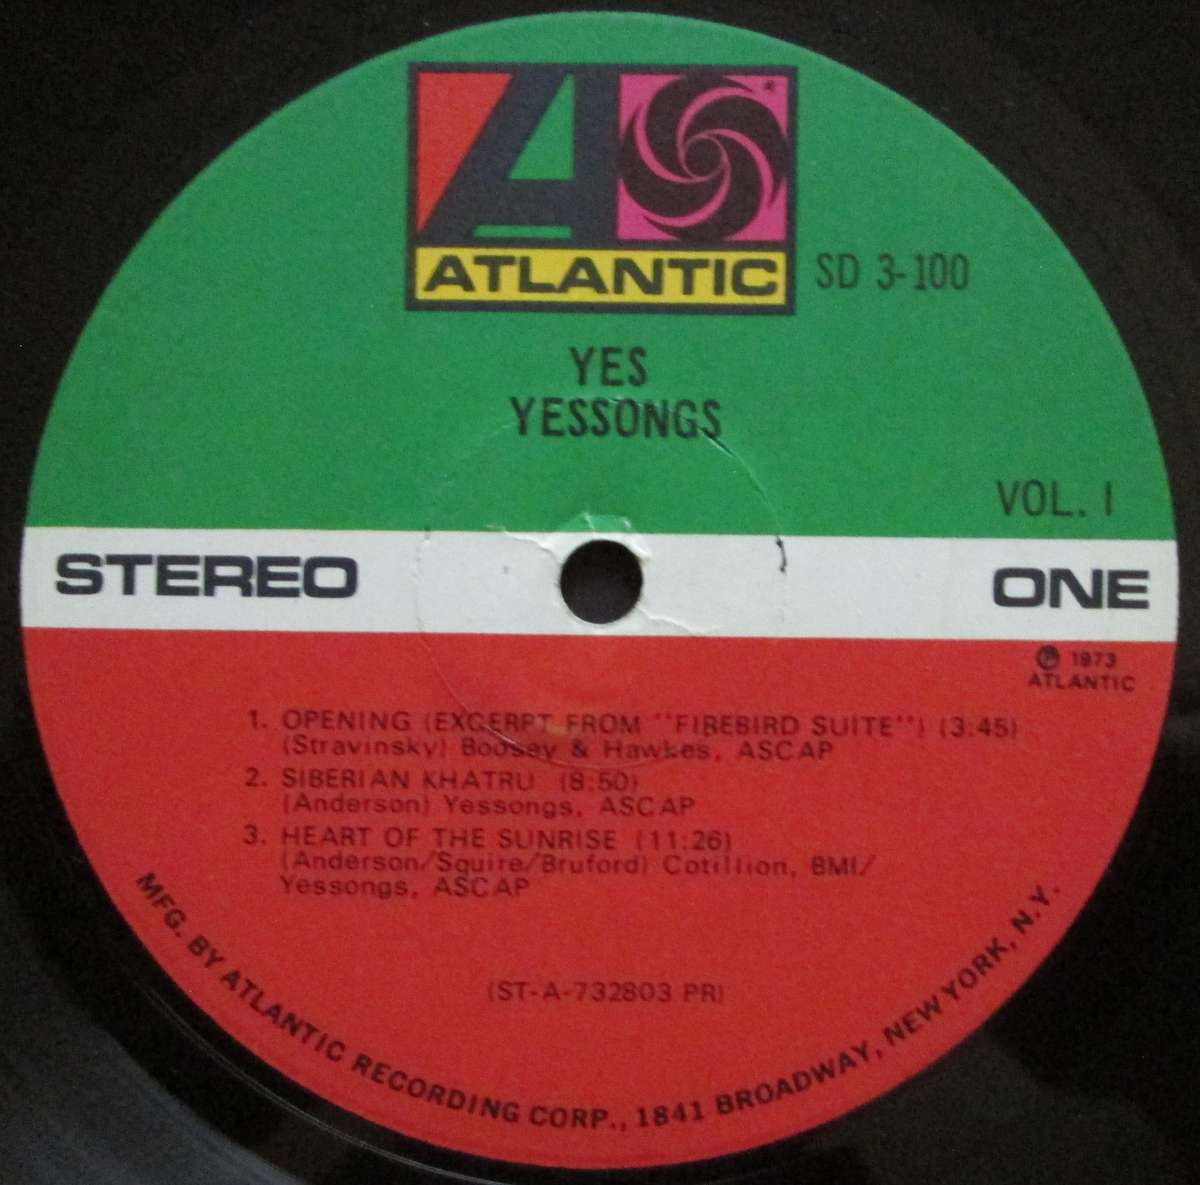 ATLANTIC
SD 3-100
YES
YESSONGS
VOL. 1
STEREO
ONE
℗ 1973
ATLANTIC
1. OPENING (EXCERPT FROM "FIREBIRD SUITE") (3:45)
(Stravinsky) Boosey & Hawkes, ASCAP
2. SIBERIAN KHATRU (8:50)
(Anderson) Yessongs, ASCAP
3. HEART OF THE SUNRISE (11:26)
(Anderson/Squire/Bruford) Cotillion, BMI/
Yessongs, ASCAP
(ST-A-732803 PR)
MFG. BY ATLANTIC RECORDING CORP., 1841 BROADWAY, NEW YORK, N.Y.